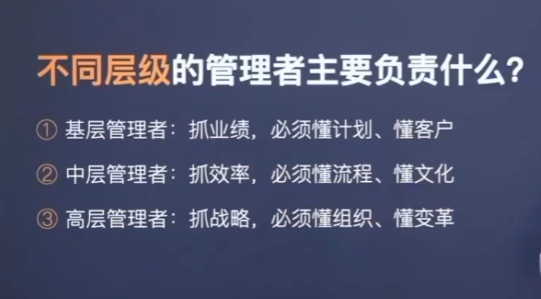 不同层级的管理者主要负责什么？
① 基层管理者：抓业绩，必须懂计划、懂客户
② 中层管理者：抓效率，必须懂流程、懂文化
③ 高层管理者：抓战略，必须懂组织、懂变革